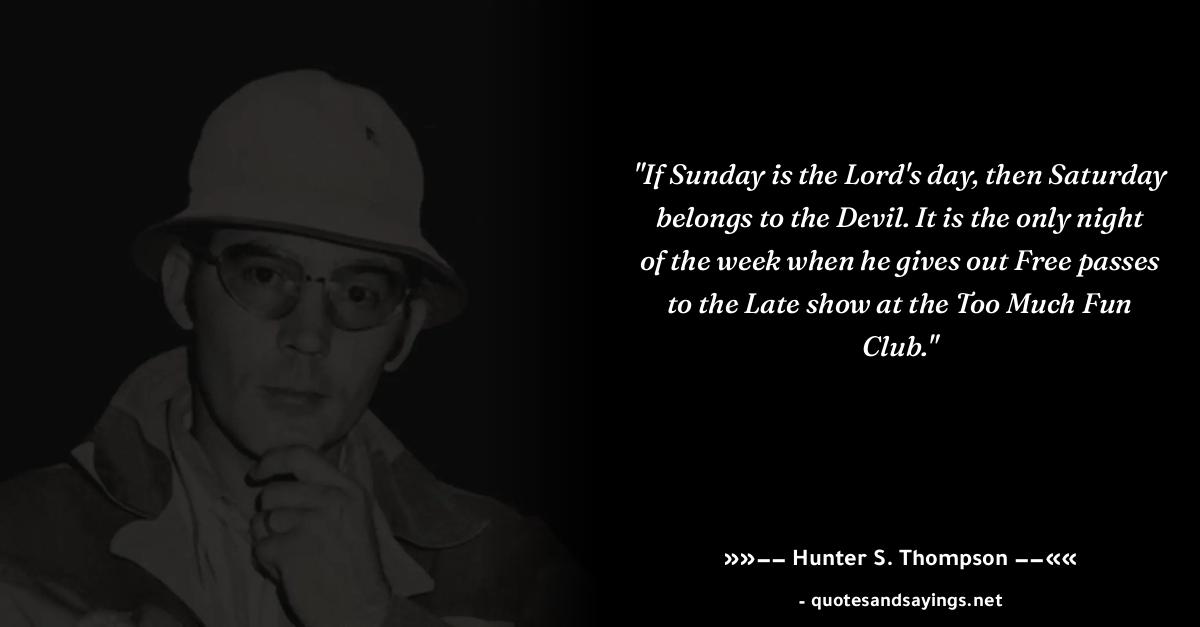 "If Sunday is the Lord's day, then Saturday
belongs to the Devil. It is the only night
of the week when he gives out Free passes
to the Late show at the Too Much Fun
Club."
»»−− Hunter S. Thompson −−««
- quotesandsayings.net